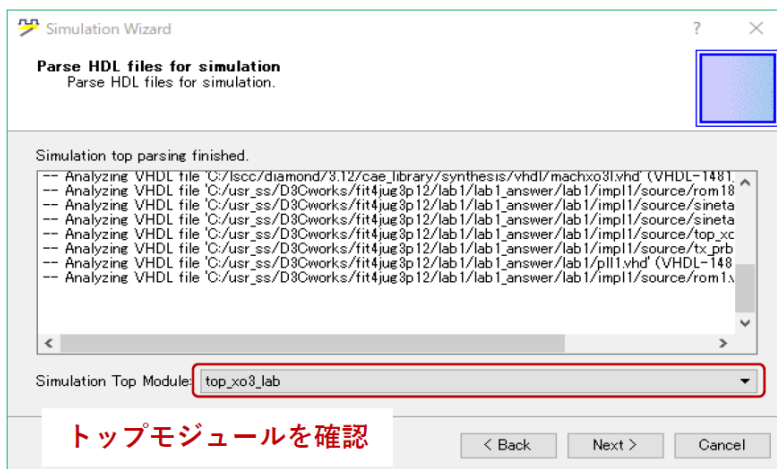 Simulation Wizard
Parse HDL files for simulation
Parse HDL files for simulation.
Simulation top parsing finished.
-- Analyzing VHDL file 'C:/lscc/diamond/3.12/cae_library/synthesis/vhdl/machxo3l.vhd' (VHDL-1481.
-- Analyzing VHDL file 'C:/usr_ss/D3Cworks/fit4jug3p12/lab1/lab1_answer/lab1/impl1/source/rom18
-- Analyzing VHDL file 'C:/usr_ss/D3Cworks/fit4jug3p12/lab1/lab1_answer/lab1/impl1/source/sineta
-- Analyzing VHDL file 'C:/usr_ss/D3Cworks/fit4jug3p12/lab1/lab1_answer/lab1/impl1/source/sineta
-- Analyzing VHDL file 'C:/usr_ss/D3Cworks/fit4jug3p12/lab1/lab1_answer/lab1/impl1/source/top_xc
-- Analyzing VHDL file 'C:/usr_ss/D3Cworks/fit4jug3p12/lab1/lab1_answer/lab1/impl1/source/tx_prb
-- Analyzing VHDL file 'C:/usr_ss/D3Cworks/fit4jug3p12/lab1/lab1_answer/lab1/pll1.vhd' (VHDL-148
-- Analyzing VHDL file 'C:/usr_ss/D3Cworks/fit4jug3p12/lab1/lab1_answer/lab1/impl1/source/rom1.v
Simulation Top Module: top_xo3_lab
トップモジュールを確認
< Back Next > Cancel